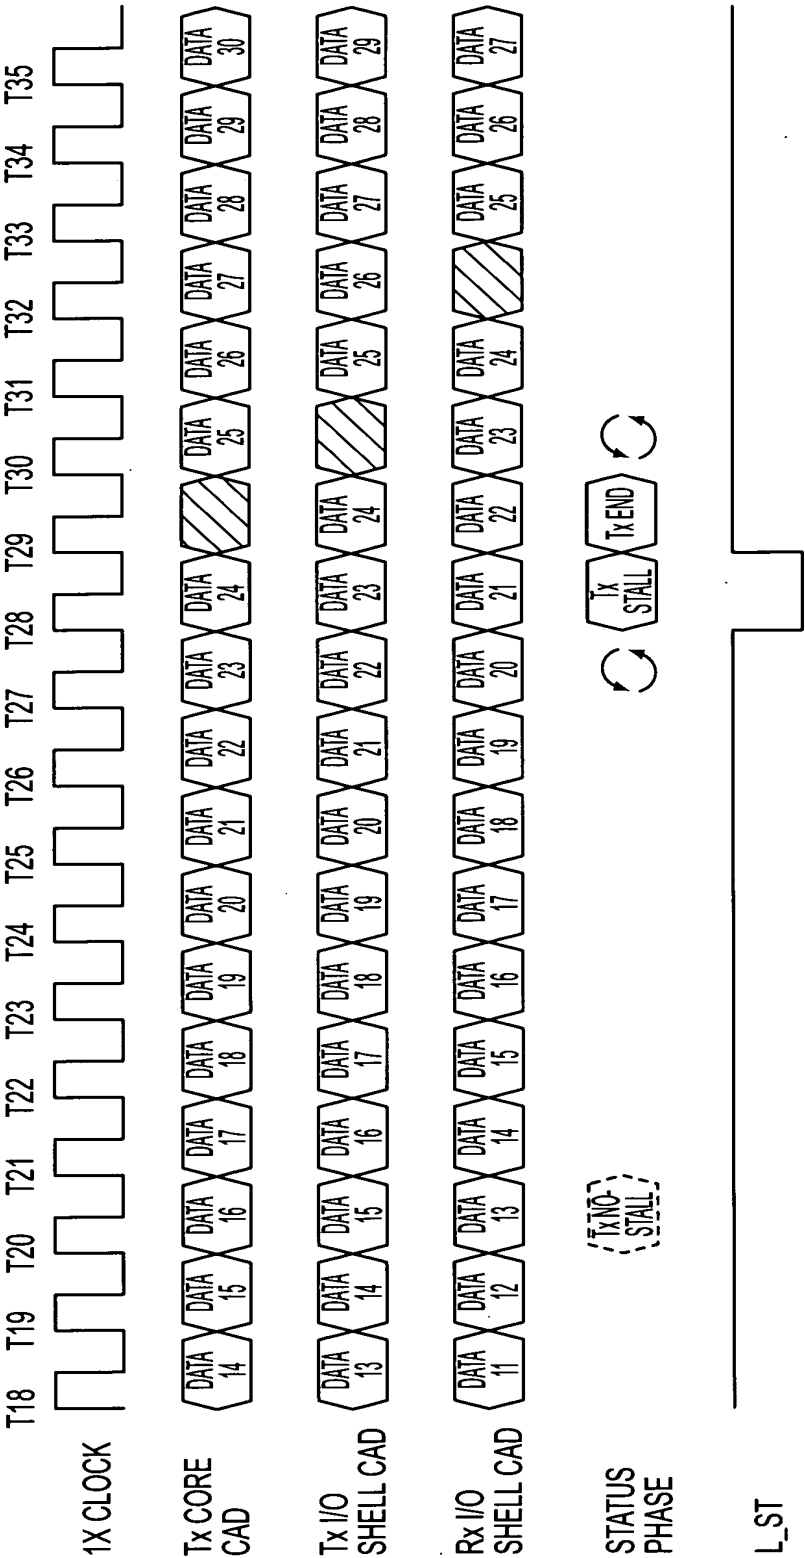 T18 T19 T20 T21 T22 T23 T24 T25 T26 T27 T28 T29 T30 T31 T32 T33 T34 T35
1X CLOCK
Tx CORE
CAD
DATA 14 DATA 15 DATA 16 DATA 17 DATA 18 DATA 19 DATA 20 DATA 21 DATA 22 DATA 23 DATA 24 DATA 25 DATA 26 DATA 27 DATA 28 DATA 29 DATA 30
Tx I/O
SHELL CAD
DATA 13 DATA 14 DATA 15 DATA 16 DATA 17 DATA 18 DATA 19 DATA 20 DATA 21 DATA 22 DATA 23 DATA 24 DATA 25 DATA 26 DATA 27 DATA 28 DATA 29
Rx I/O
SHELL CAD
DATA 11 DATA 12 DATA 13 DATA 14 DATA 15 DATA 16 DATA 17 DATA 18 DATA 19 DATA 20 DATA 21 DATA 22 DATA 23 DATA 24 DATA 25 DATA 26 DATA 27
STATUS
PHASE
Tx NO-
STALL
Tx
STALL
Tx END
L_ST